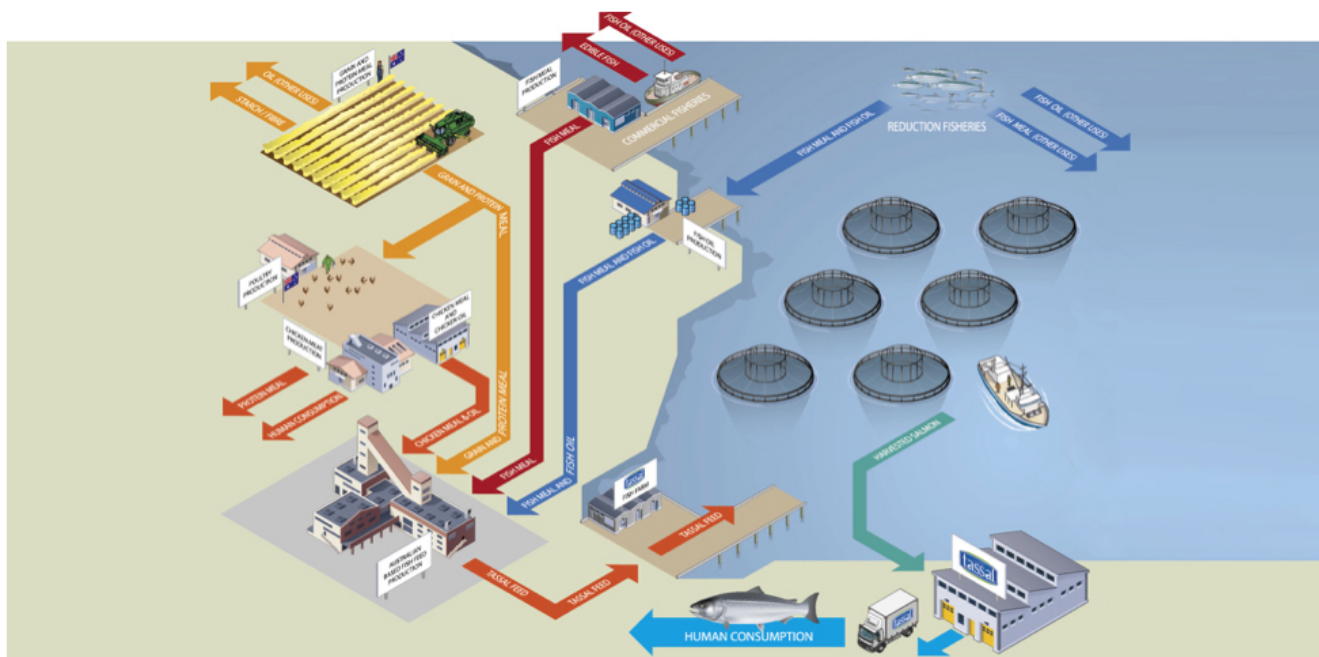 FISH OIL (OTHER USES)
EDIBLE FISH
GRAIN AND
PROTEIN MEAL
PRODUCTION
OIL (OTHER USES)
STARCH / FIBRE
FISH MEAL
PRODUCTION
COMMERCIAL FISHERIES
FISH MEAL
REDUCTION FISHERIES
FISH OIL (OTHER USES)
FISH MEAL (OTHER USES)
FISH MEAL AND FISH OIL
GRAIN AND PROTEIN
MEAL
FISH OIL
PRODUCTION
FISH MEAL AND FISH OIL
POULTRY
PRODUCTION
CHICKEN MEAL
AND
CHICKEN OIL
CHICKEN MEAT
PRODUCTION
PROTEIN MEAL
HUMAN CONSUMPTION
CHICKEN MEAL & OIL
GRAIN AND
PROTEIN MEAL
FISH MEAL
FISH MEAL AND
FISH OIL
HARVESTED SALMON
tassal
FISH FARM
TASSAL FEED
AUSTRALIAN
BASED FISH FEED
PRODUCTION
TASSAL FEED
TASSAL FEED
tassal
tassal
HUMAN CONSUMPTION